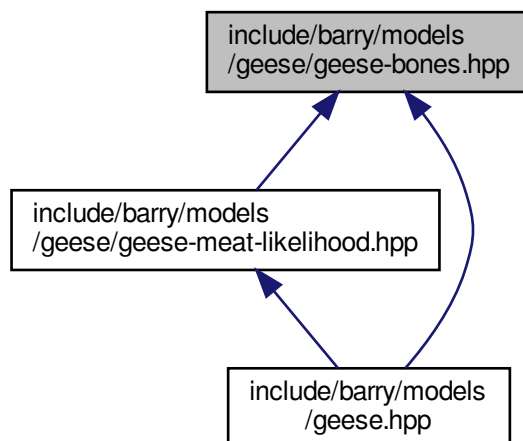 include/barry/models
/geese/geese-bones.hpp
include/barry/models
/geese/geese-meat-likelihood.hpp
include/barry/models
/geese.hpp